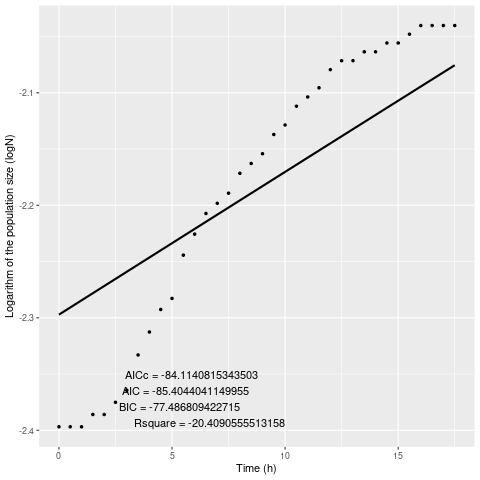 -2.1
-2.2
-2.3
-2.4
Logarithm of the population size (logN)
AICc = -84.1140815343503
AIC = -85.4044041149955
BIC = -77.486809422715
Rsquare = -20.4090555513158
0
5
10
15
Time (h)